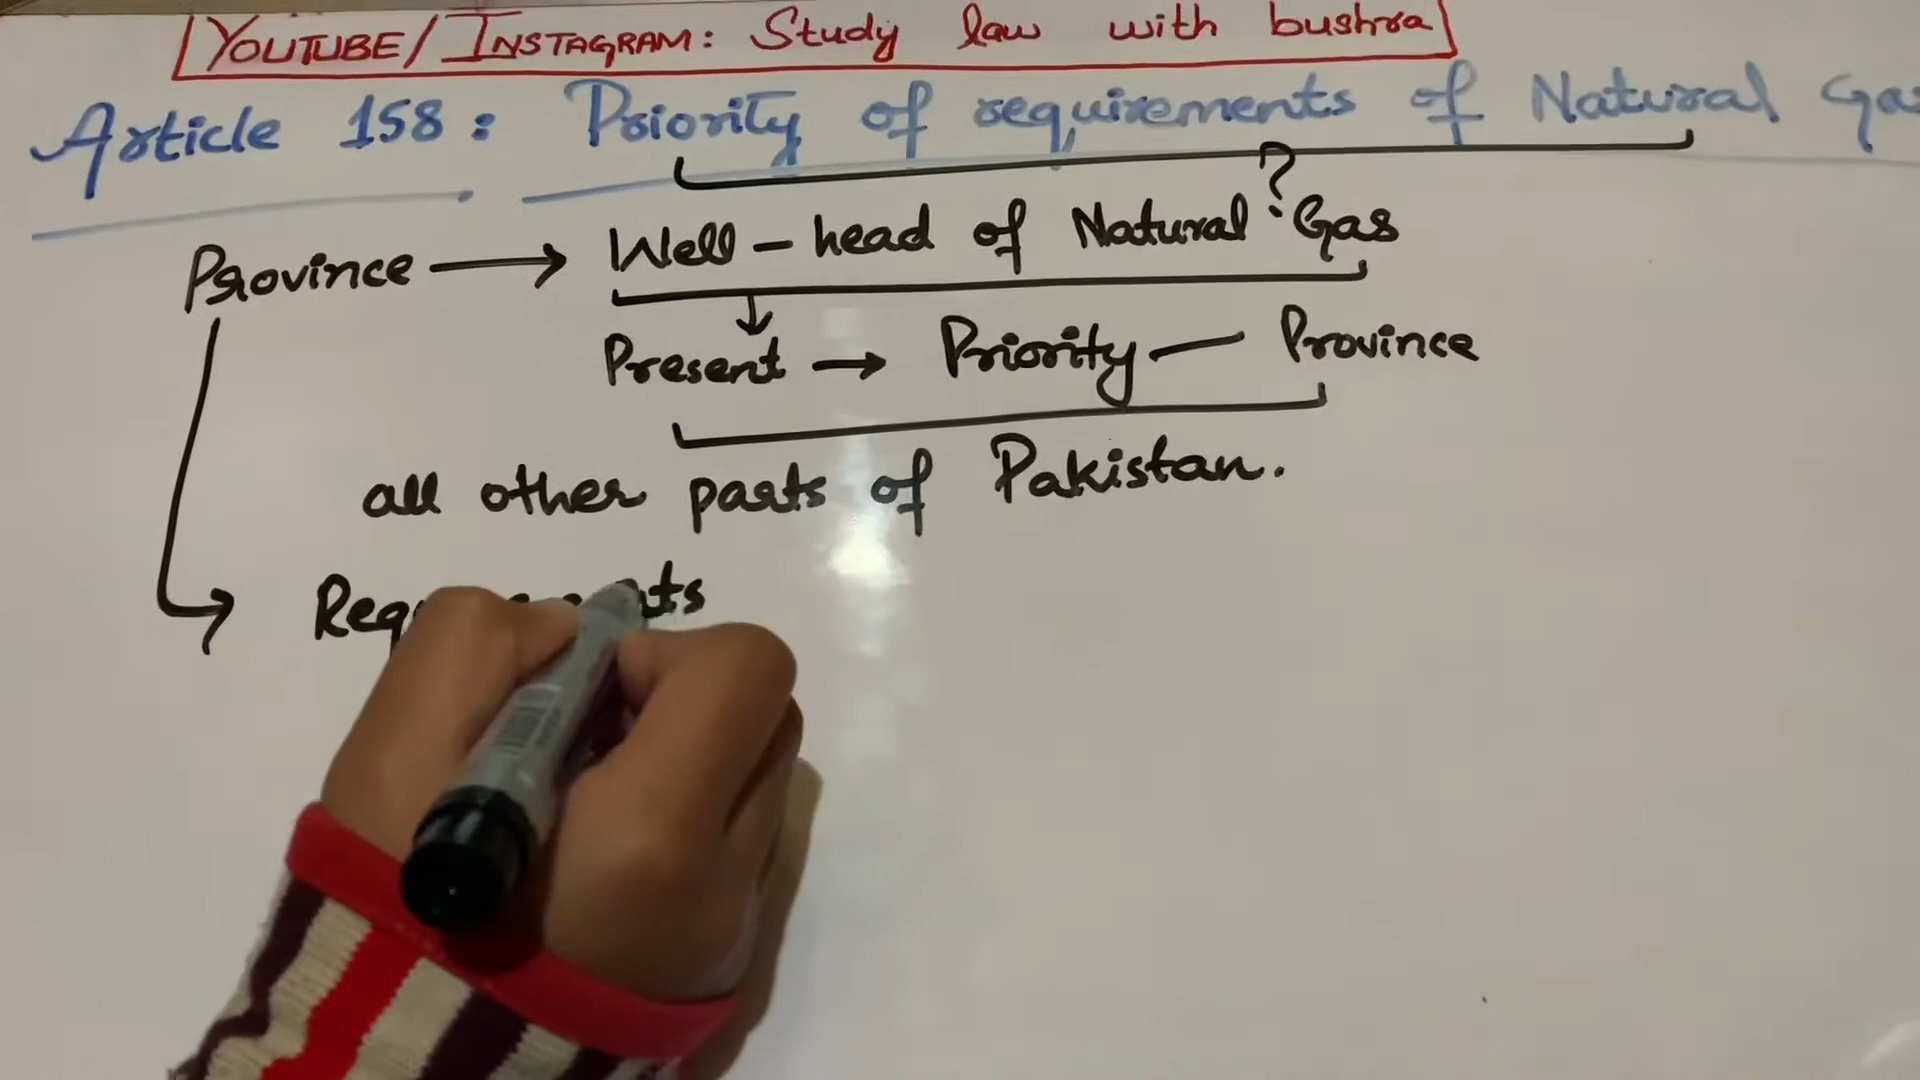 YOUTUBE/INSTAGRAM: Study law with bushra
Article 158: Priority of requirements of Natural Gas
?
Province → Well-head of Natural Gas
Present → Priority — Province
all other parts of Pakistan.